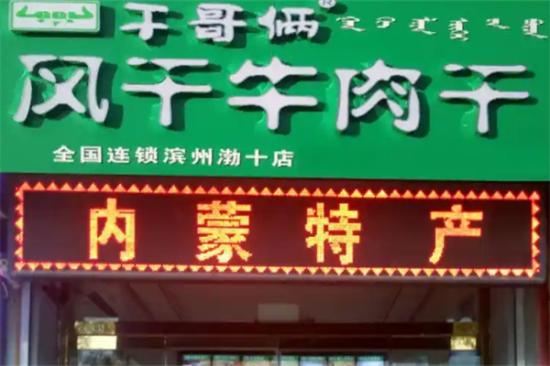 于哥俩®
风干牛肉干
全国连锁滨州渤十店
内蒙特产